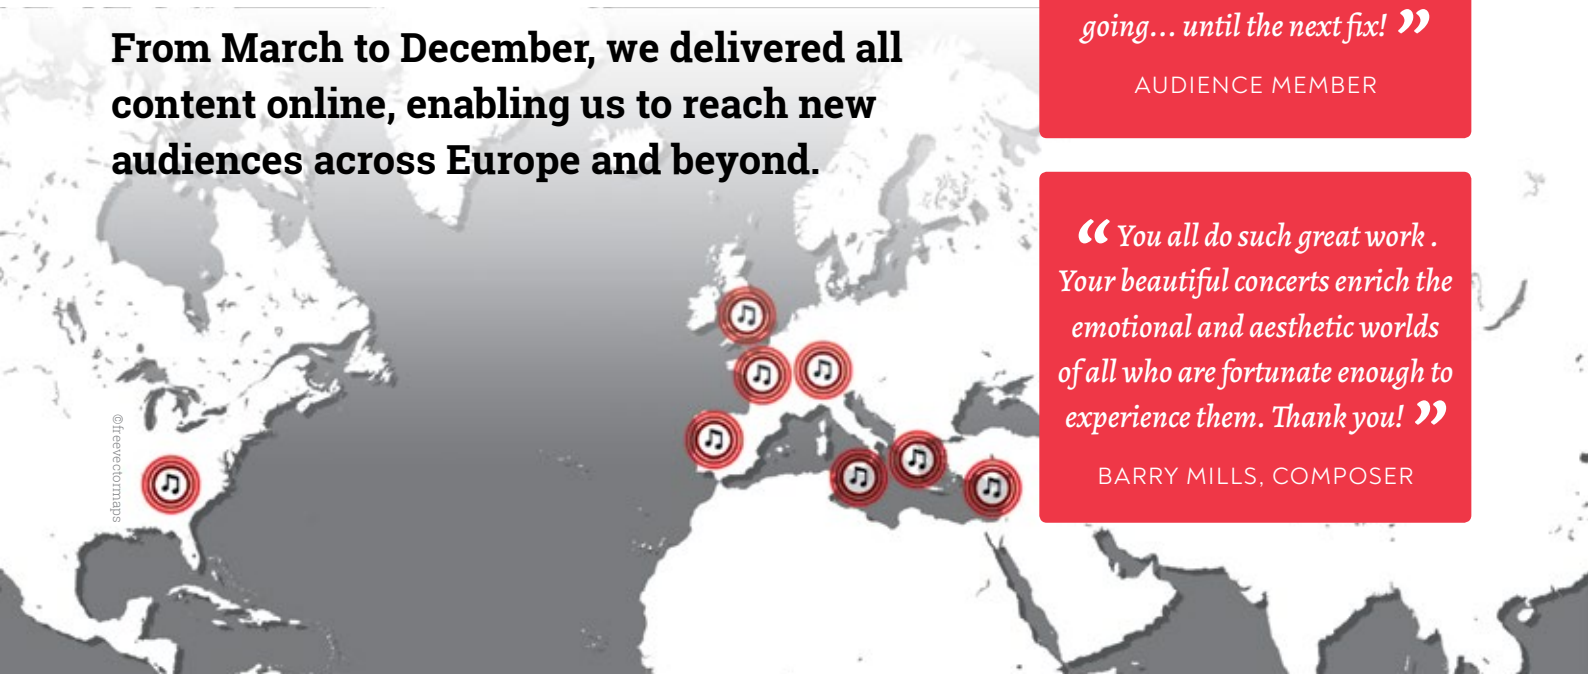 From March to December, we delivered all
content online, enabling us to reach new
audiences across Europe and beyond.
going... until the next fix! ”
AUDIENCE MEMBER
“ You all do such great work .
Your beautiful concerts enrich the
emotional and aesthetic worlds
of all who are fortunate enough to
experience them. Thank you! ”
BARRY MILLS, COMPOSER
©freevectormaps